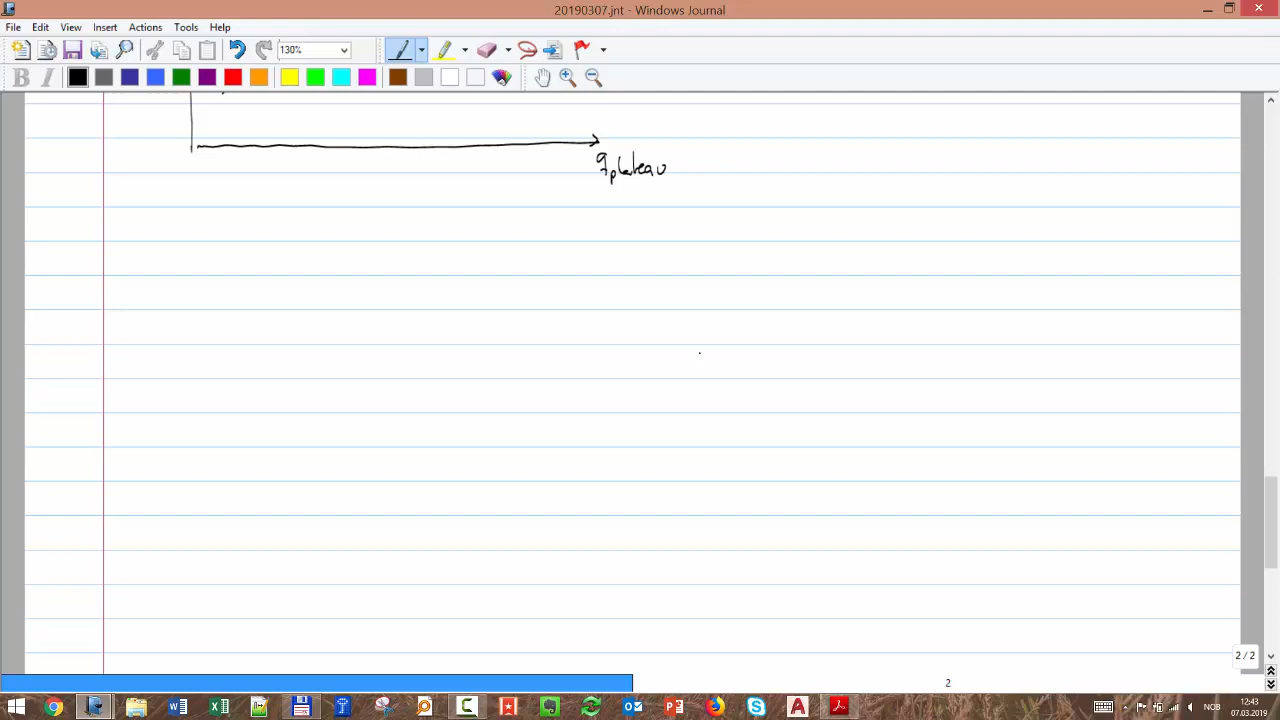 20190307.jnt - Windows Journal
File Edit View Insert Actions Tools Help
130%
B I
qplateau
2 / 2
2
NOB
12:43
07.03.2019